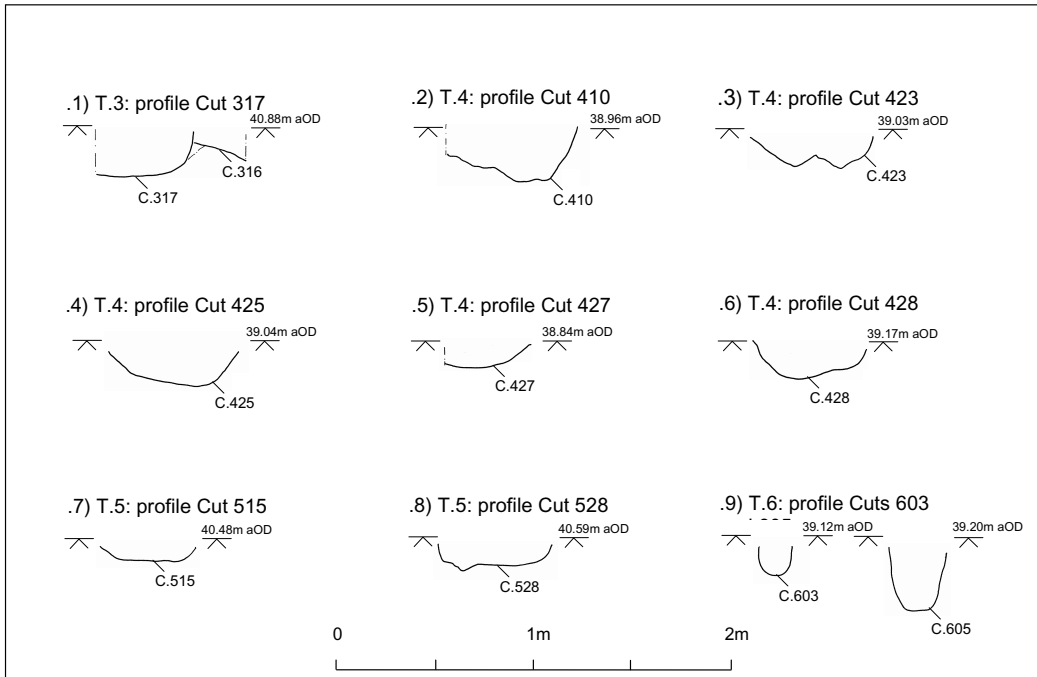 .1) T.3: profile Cut 317
40.88m aOD
C.316
C.317
.2) T.4: profile Cut 410
38.96m aOD
C.410
.3) T.4: profile Cut 423
39.03m aOD
C.423
.4) T.4: profile Cut 425
39.04m aOD
C.425
.5) T.4: profile Cut 427
38.84m aOD
C.427
.6) T.4: profile Cut 428
39.17m aOD
C.428
.7) T.5: profile Cut 515
40.48m aOD
C.515
.8) T.5: profile Cut 528
40.59m aOD
C.528
.9) T.6: profile Cuts 603
39.12m aOD
39.20m aOD
C.603
C.605
0 1m 2m